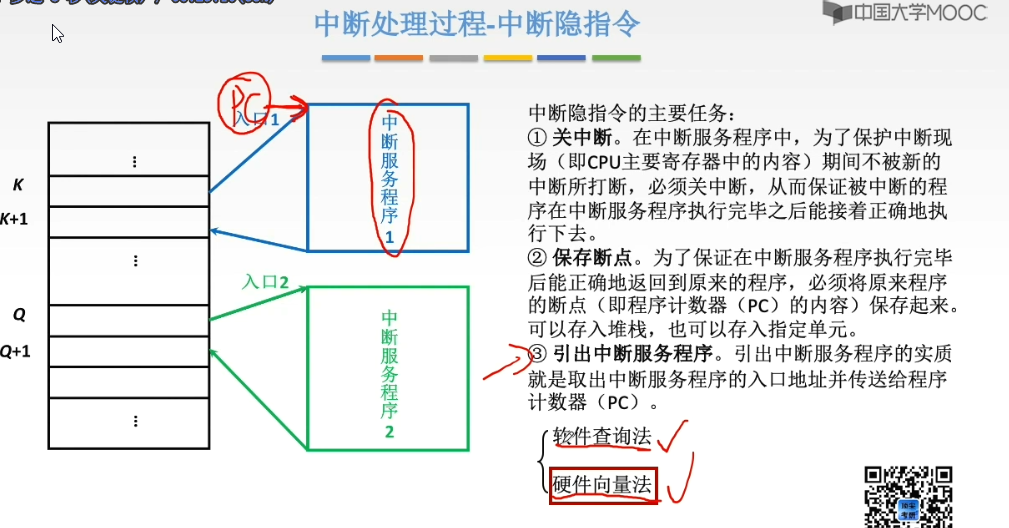 中断处理过程-中断隐指令
中国大学MOOC
PC
入口1
中断服务程序1
K
K+1
⋮
⋮
入口2
中断服务程序2
Q
Q+1
⋮
中断隐指令的主要任务:
① 关中断。在中断服务程序中，为了保护中断现
场（即CPU主要寄存器中的内容）期间不被新的
中断所打断，必须关中断，从而保证被中断的程
序在中断服务程序执行完毕之后能接着正确地执
行下去。
② 保存断点。为了保证在中断服务程序执行完毕
后能正确地返回到原来的程序，必须将原来程序
的断点（即程序计数器（PC）的内容）保存起来。
可以存入堆栈，也可以存入指定单元。
③ 引出中断服务程序。引出中断服务程序的实质
就是取出中断服务程序的入口地址并传送给程序
计数器（PC）。
软件查询法
硬件向量法